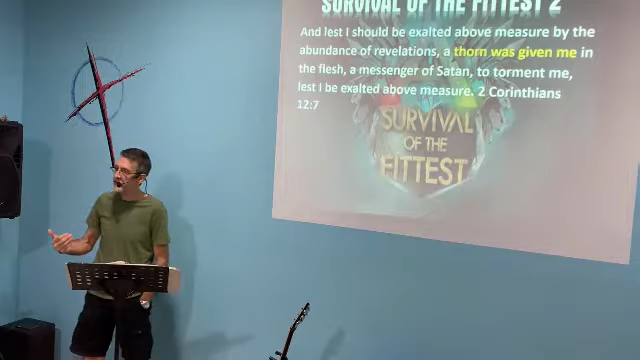 SURVIVAL OF THE FITTEST 2
And lest I should be exalted above measure by the
abundance of revelations, a thorn was given me in
the flesh, a messenger of Satan, to torment me,
lest I be exalted above measure. 2 Corinthians
12:7
SURVIVAL
OF THE
FITTEST